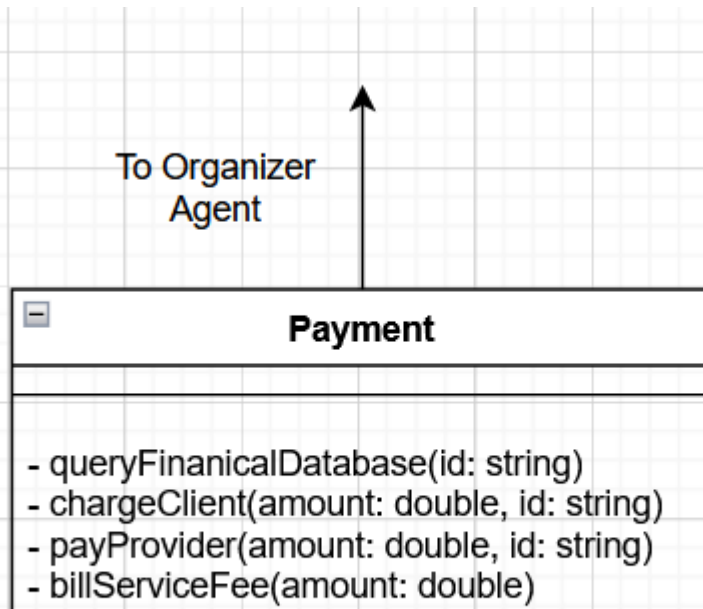 To Organizer
Agent
Payment
- queryFinanicalDatabase(id: string)
- chargeClient(amount: double, id: string)
- payProvider(amount: double, id: string)
- billServiceFee(amount: double)